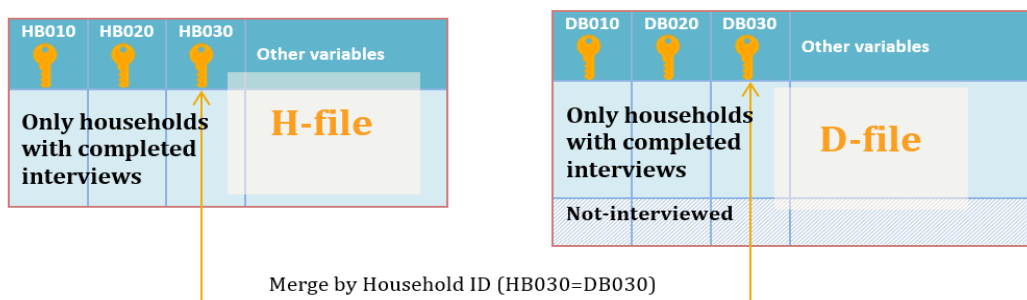 HB010 HB020 HB030 Other variables
Only households
with completed
interviews
H-file
DB010 DB020 DB030 Other variables
Only households
with completed
interviews
D-file
Not-interviewed
Merge by Household ID (HB030=DB030)